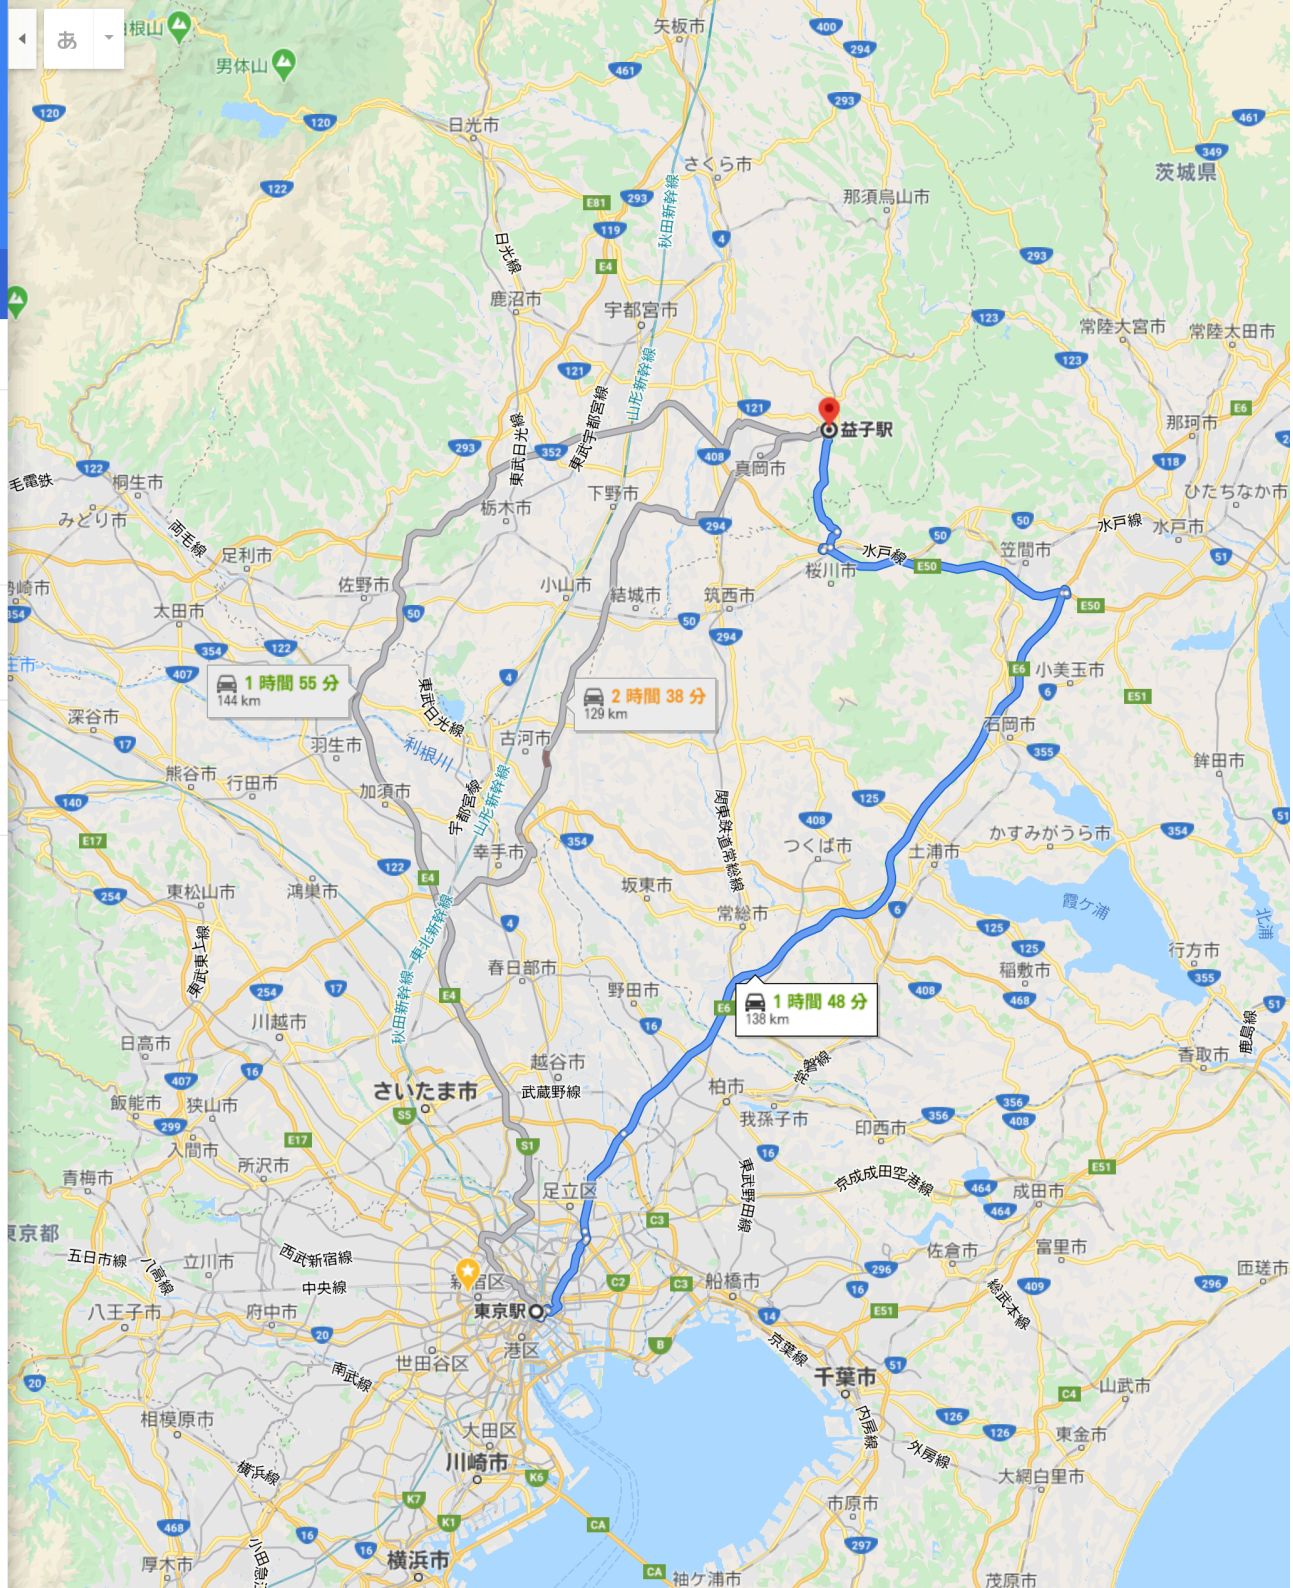 あ
矢板市
400
294
男体山
461
120
120
293
461
日光市
349
さくら市
茨城県
122
那須烏山市
E81
293
119
4
秋田新幹線
日光線
293
E4
鹿沼市
宇都宮市
123
常陸大宮市
常陸太田市
123
山形新幹線
121
東武宇都宮線
121
E6
益子駅
那珂市
東武日光線
293
352
408
真岡市
118
122
毛電鉄
桐生市
下野市
ひたちなか市
みどり市
栃木市
両毛線
294
50
50
水戸線
水戸市
足利市
水戸線
笠間市
51
佐野市
小山市
桜川市
E50
勢崎市
結城市
筑西市
354
太田市
50
50
294
E50
354
122
407
4
E6
小美玉市
6
E51
1 時間 55 分
144 km
2 時間 38 分
129 km
東武日光線
深谷市
17
羽生市
利根川
古河市
石岡市
355
鉾田市
熊谷市
行田市
加須市
宇都宮線
山形新幹線
関東鉄道常総線
125
140
408
51
E17
354
つくば市
かすみがうら市
354
幸手市
土浦市
122
E4
254
東松山市
鴻巣市
坂東市
常総市
6
霞ケ浦
北浦
東武東上線
秋田新幹線・東北新幹線
4
125
125
行方市
春日部市
稲敷市
254
17
E4
野田市
408
468
355
51
1 時間 48 分
138 km
E6
川越市
16
日高市
越谷市
常磐線
香取市
鹿島線
407
16
さいたま市
武蔵野線
柏市
飯能市
狭山市
S5
我孫子市
356
356
408
299
入間市
E17
S1
印西市
所沢市
16
E51
青梅市
東武野田線
京成成田空港線
464
成田市
足立区
464
C3
東京都
五日市線
八高線
立川市
西武新宿線
佐倉市
富里市
中央線
新宿区
C2
C3
船橋市
296
16
409
296
匝瑳市
八王子市
府中市
東京駅
14
E51
総武本線
20
港区
B
京葉線
世田谷区
千葉市
51
20
南武線
C4
山武市
相模原市
大田区
内房線
126
126
東金市
外房線
横浜線
川崎市
K6
大網白里市
K7
市原市
468
16
K1
CA
小田急
16
297
厚木市
横浜市
CA
袖ケ浦市
茂原市